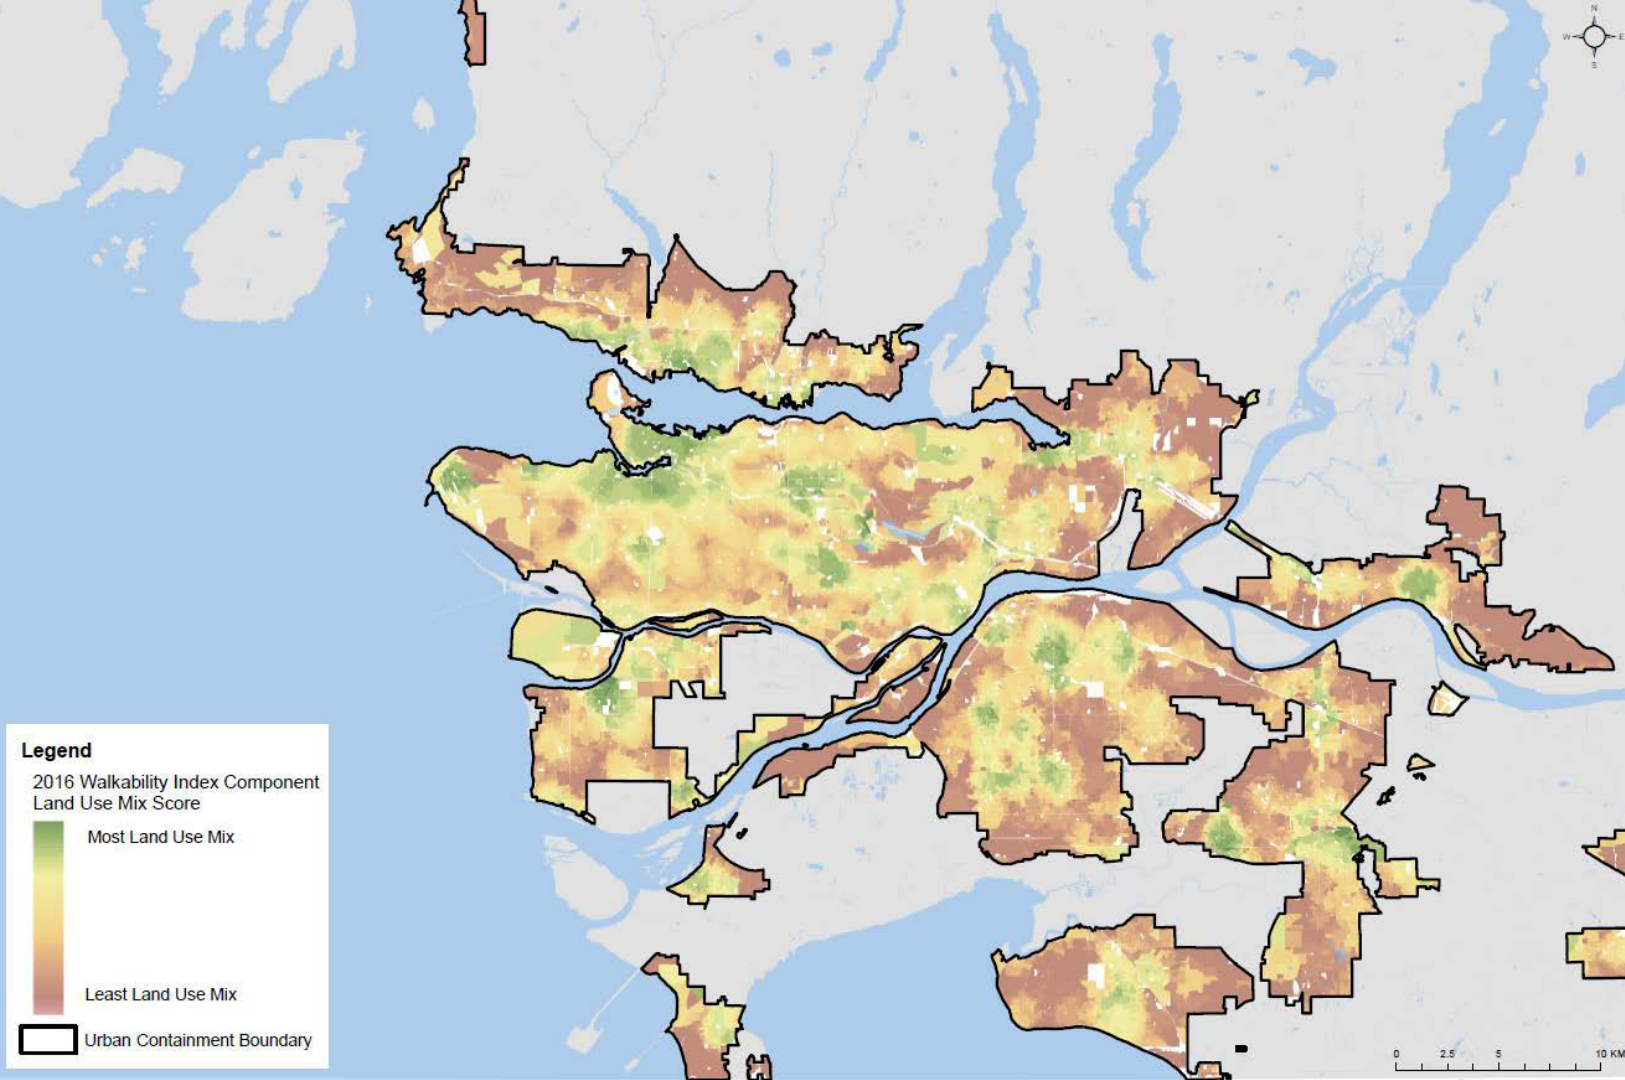 N
W E
S
Legend
2016 Walkability Index Component
Land Use Mix Score
Most Land Use Mix
Least Land Use Mix
Urban Containment Boundary
0 2.5 5 10 KM